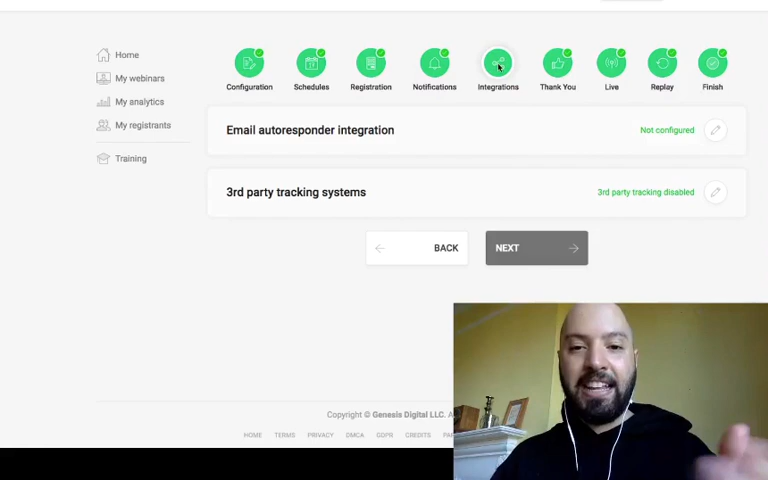 Home
My webinars
My analytics
My registrants
Training
Configuration
Schedules
Registration
Notifications
Integrations
Thank You
Live
Replay
Finish
Email autoresponder integration
Not configured
3rd party tracking systems
3rd party tracking disabled
BACK
NEXT
Copyright © Genesis Digital LLC.
HOME TERMS PRIVACY DMCA GDPR CREDITS